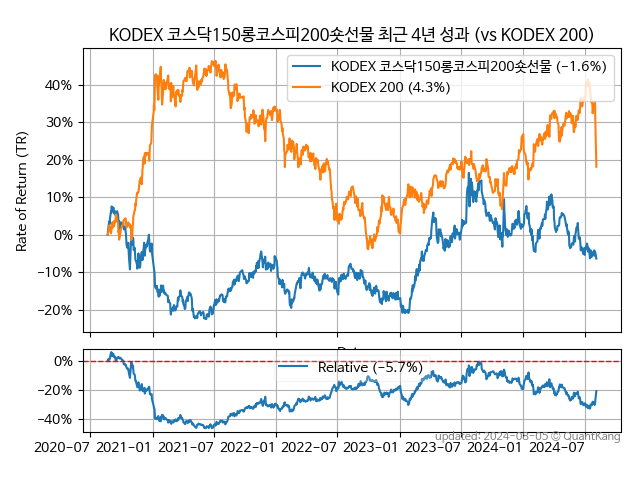 KODEX 코스닥150롱코스피200숏선물 최근 4년 성과 (vs KODEX 200)
KODEX 코스닥150롱코스피200숏선물 (−1.6%)
KODEX 200 (4.3%)
Rate of Return (TR)
40%
30%
20%
10%
0%
−10%
−20%
Relative (−5.7%)
0%
−20%
−40%
updated: 2024-08-05 © QuantKang
2020-07 2021-01 2021-07 2022-01 2022-07 2023-01 2023-07 2024-01 2024-07